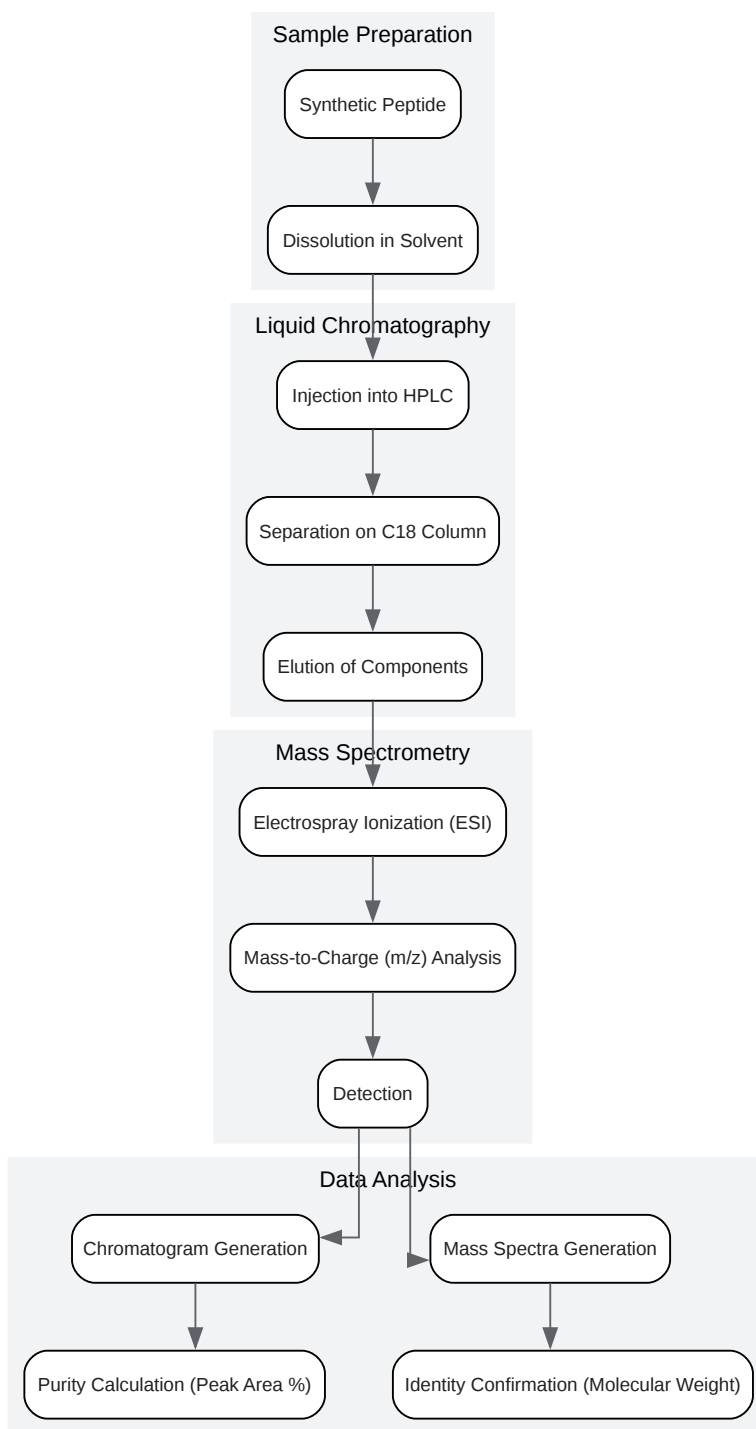 Sample Preparation
Synthetic Peptide
Dissolution in Solvent
Liquid Chromatography
Injection into HPLC
Separation on C18 Column
Elution of Components
Mass Spectrometry
Electrospray Ionization (ESI)
Mass-to-Charge (m/z) Analysis
Detection
Data Analysis
Chromatogram Generation
Mass Spectra Generation
Purity Calculation (Peak Area %)
Identity Confirmation (Molecular Weight)